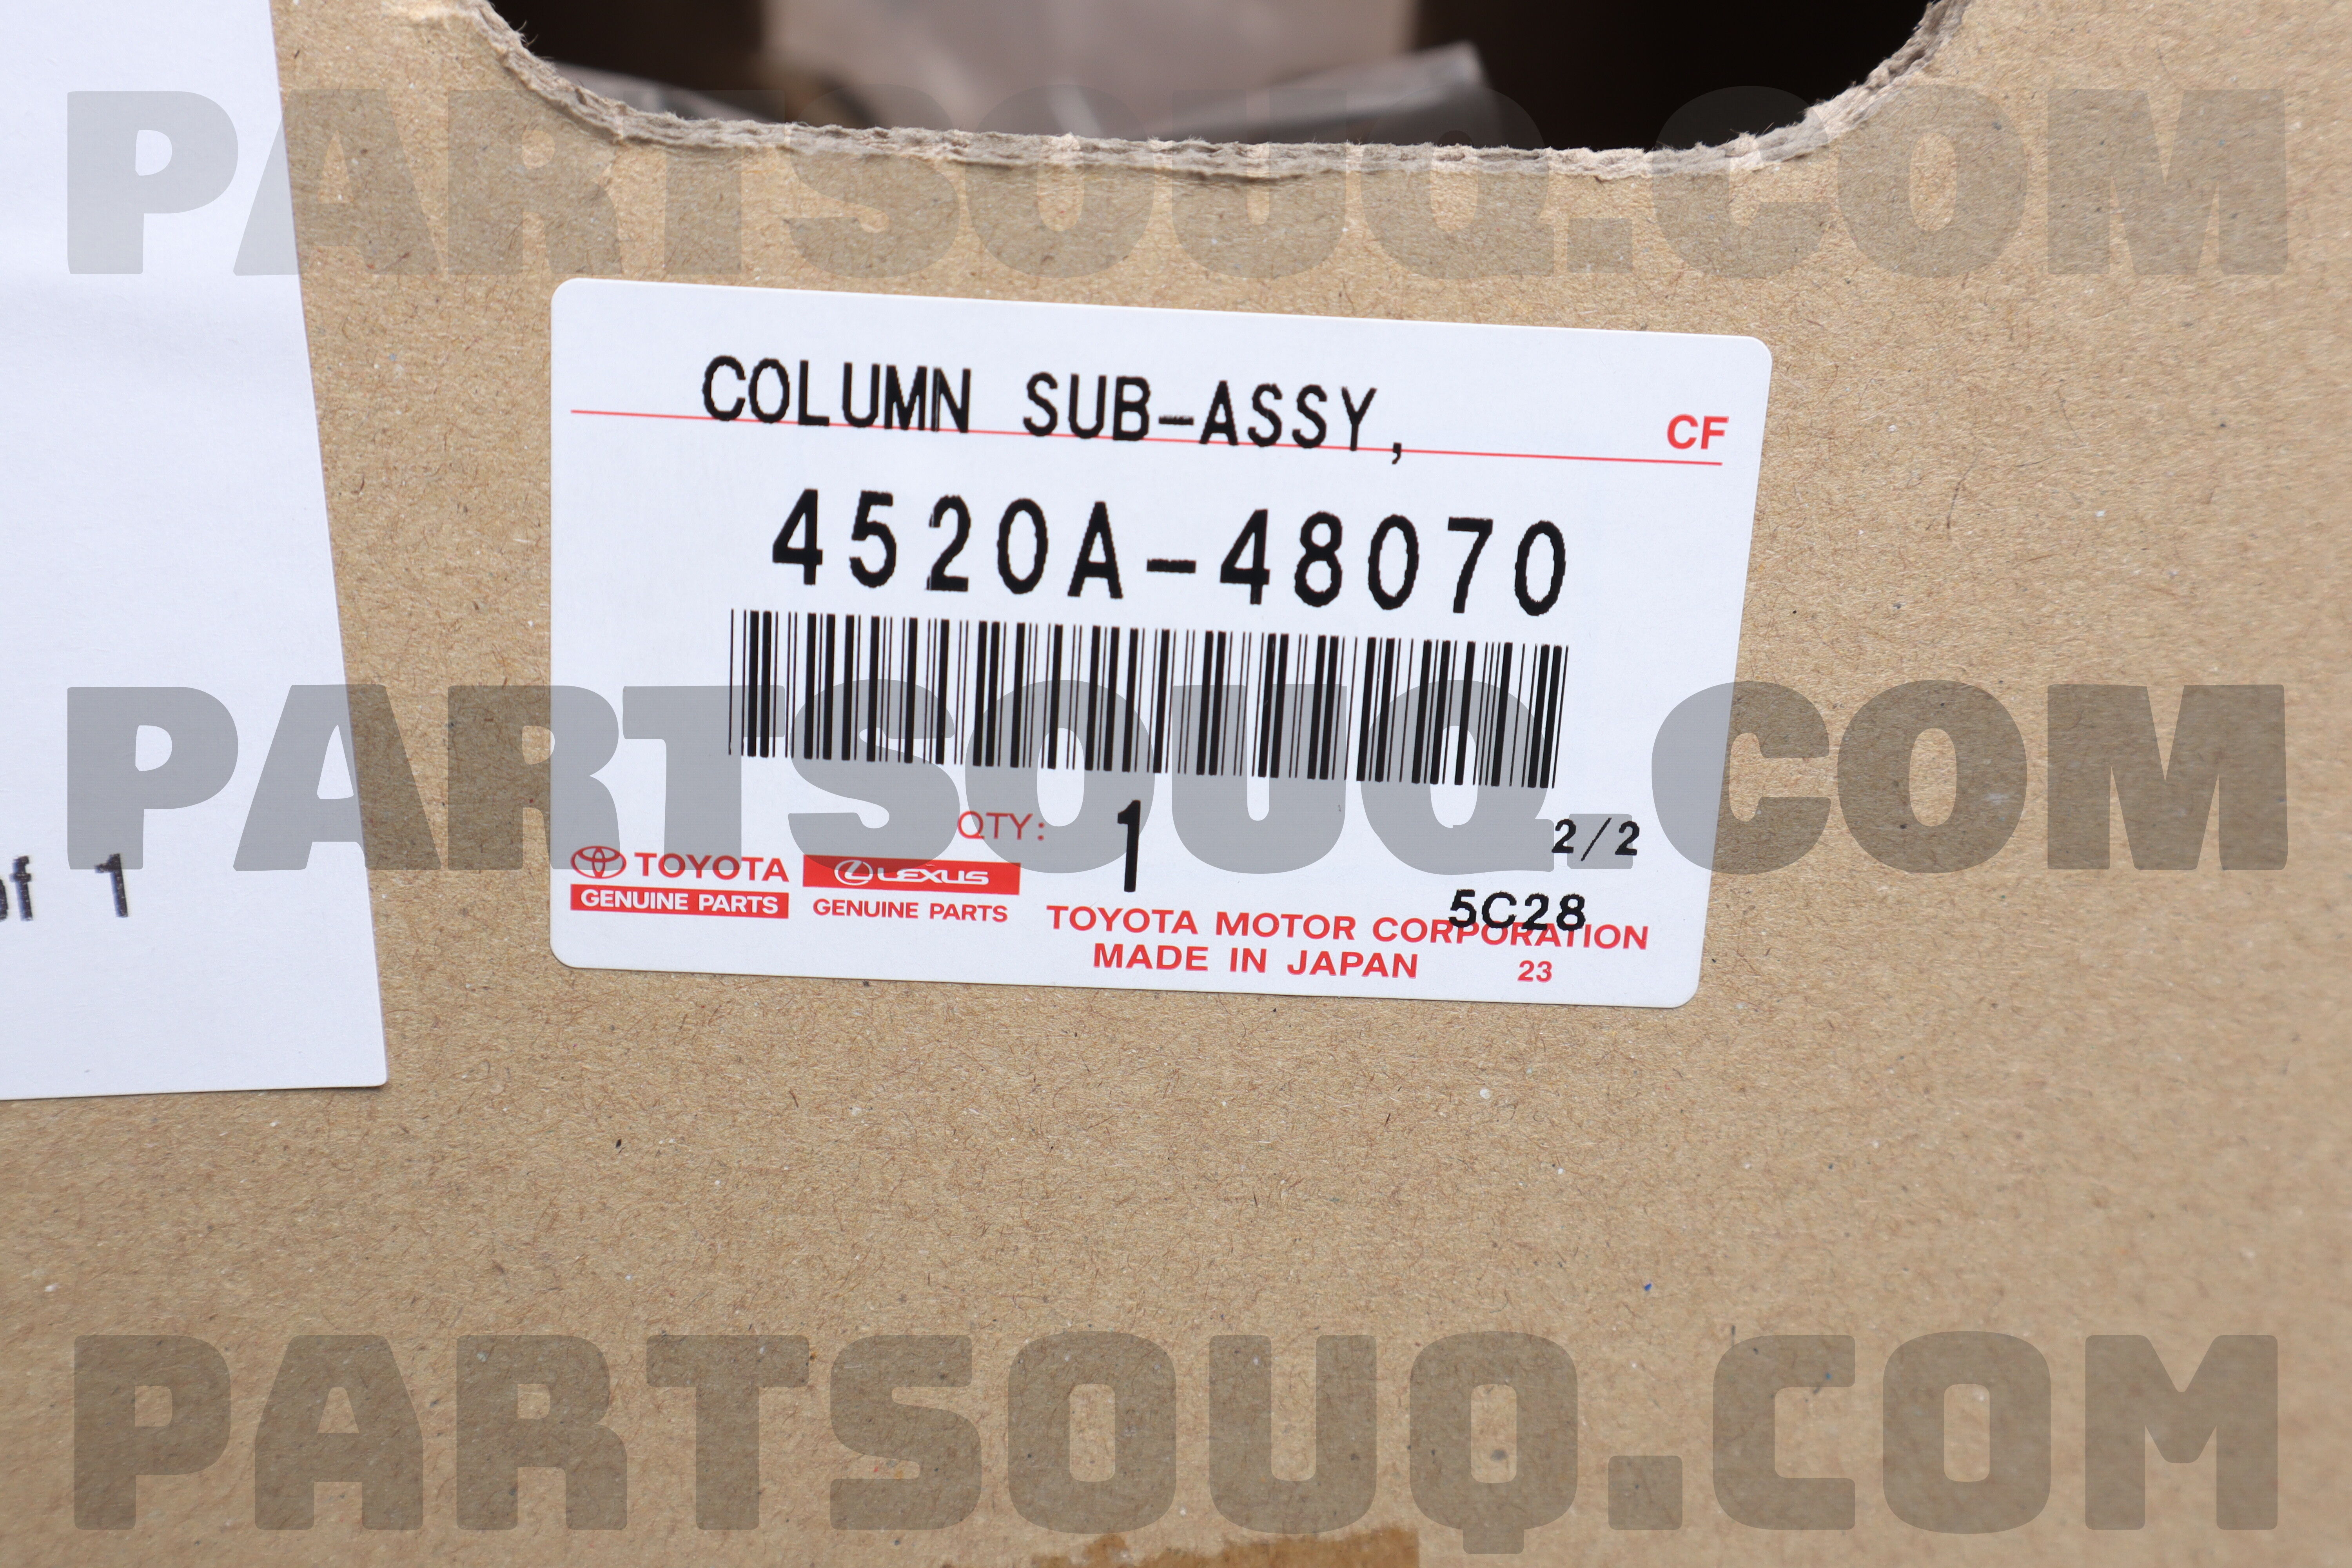 PARTSOUQ.COM
COLUMN SUB-ASSY,
CF
4520A-48070
PARTSOUQ.COM
QTY: 1
2/2
TOYOTA
GENUINE PARTS
LEXUS
GENUINE PARTS
5C28
TOYOTA MOTOR CORPORATION
MADE IN JAPAN 23
of 1
PARTSOUQ.COM